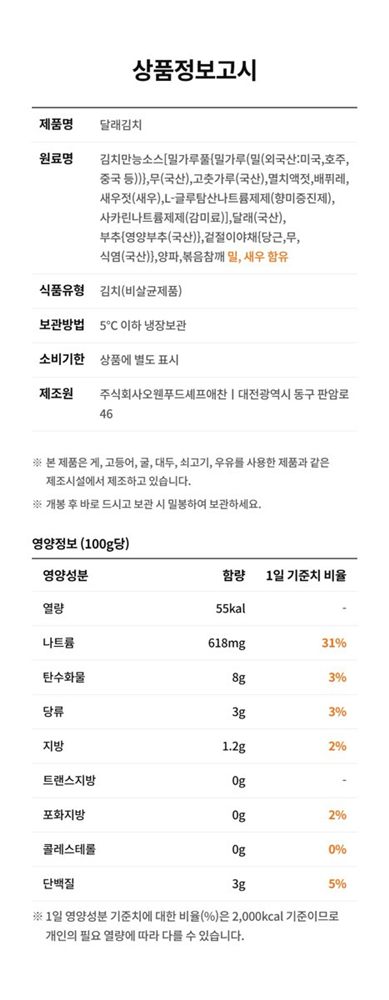 상품정보고시
제품명 달래김치
원료명 김치만능소스[밀가루풀{밀가루(밀(외국산:미국,호주,
중국 등))},무(국산),고춧가루(국산),멸치액젓,배퓌레,
새우젓(새우),L-글루탐산나트륨제제(향미증진제),
사카린나트륨제제(감미료)],달래(국산),
부추{영양부추(국산)},겉절이야채{당근,무,
식염(국산)},양파,볶음참깨 밀, 새우 함유
식품유형 김치(비살균제품)
보관방법 5℃ 이하 냉장보관
소비기한 상품에 별도 표시
제조원 주식회사오웬푸드셰프애찬ㅣ대전광역시 동구 판암로
46
※ 본 제품은 게, 고등어, 굴, 대두, 쇠고기, 우유를 사용한 제품과 같은
제조시설에서 제조하고 있습니다.
※ 개봉 후 바로 드시고 보관 시 밀봉하여 보관하세요.
영양정보 (100g당)
영양성분 함량 1일 기준치 비율
열량 55kal -
나트륨 618mg 31%
탄수화물 8g 3%
당류 3g 3%
지방 1.2g 2%
트랜스지방 0g -
포화지방 0g 2%
콜레스테롤 0g 0%
단백질 3g 5%
※ 1일 영양성분 기준치에 대한 비율(%)은 2,000kcal 기준이므로
개인의 필요 열량에 따라 다를 수 있습니다.